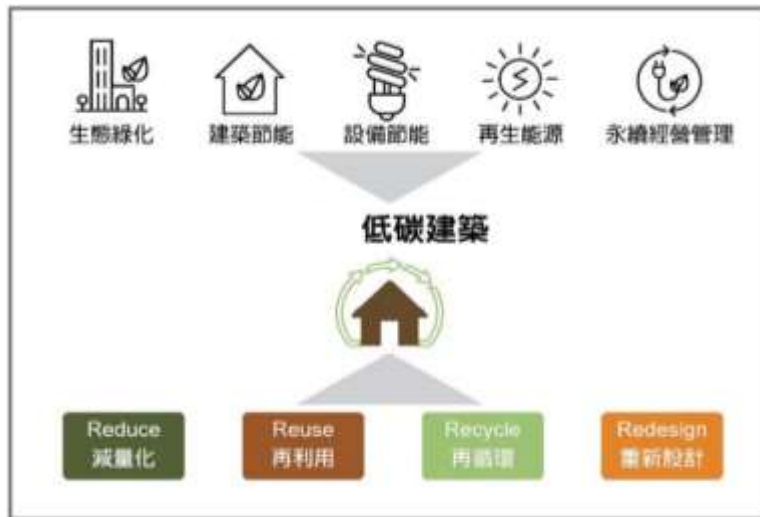 生態綠化
建築節能
設備節能
再生能源
永續經營管理
低碳建築
Reduce
減量化
Reuse
再利用
Recycle
再循環
Redesign
重新設計